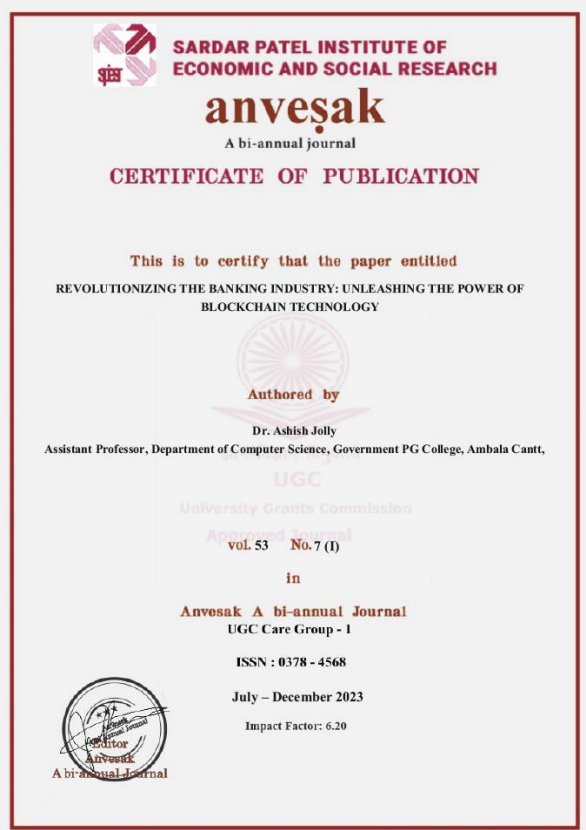 SARDAR PATEL INSTITUTE OF
ECONOMIC AND SOCIAL RESEARCH
anveṣak
A bi-annual journal
CERTIFICATE OF PUBLICATION
This is to certify that the paper entitled
REVOLUTIONIZING THE BANKING INDUSTRY: UNLEASHING THE POWER OF
BLOCKCHAIN TECHNOLOGY
Authored by
Dr. Ashish Jolly
Assistant Professor, Department of Computer Science, Government PG College, Ambala Cantt,
UGC
University Grants Commission
Approved Journal
vol. 53 No. 7 (I)
in
Anvesak A bi-annual Journal
UGC Care Group - 1
ISSN : 0378 - 4568
July – December 2023
Impact Factor: 6.20
Editor
Anvesak
A bi-annual Journal